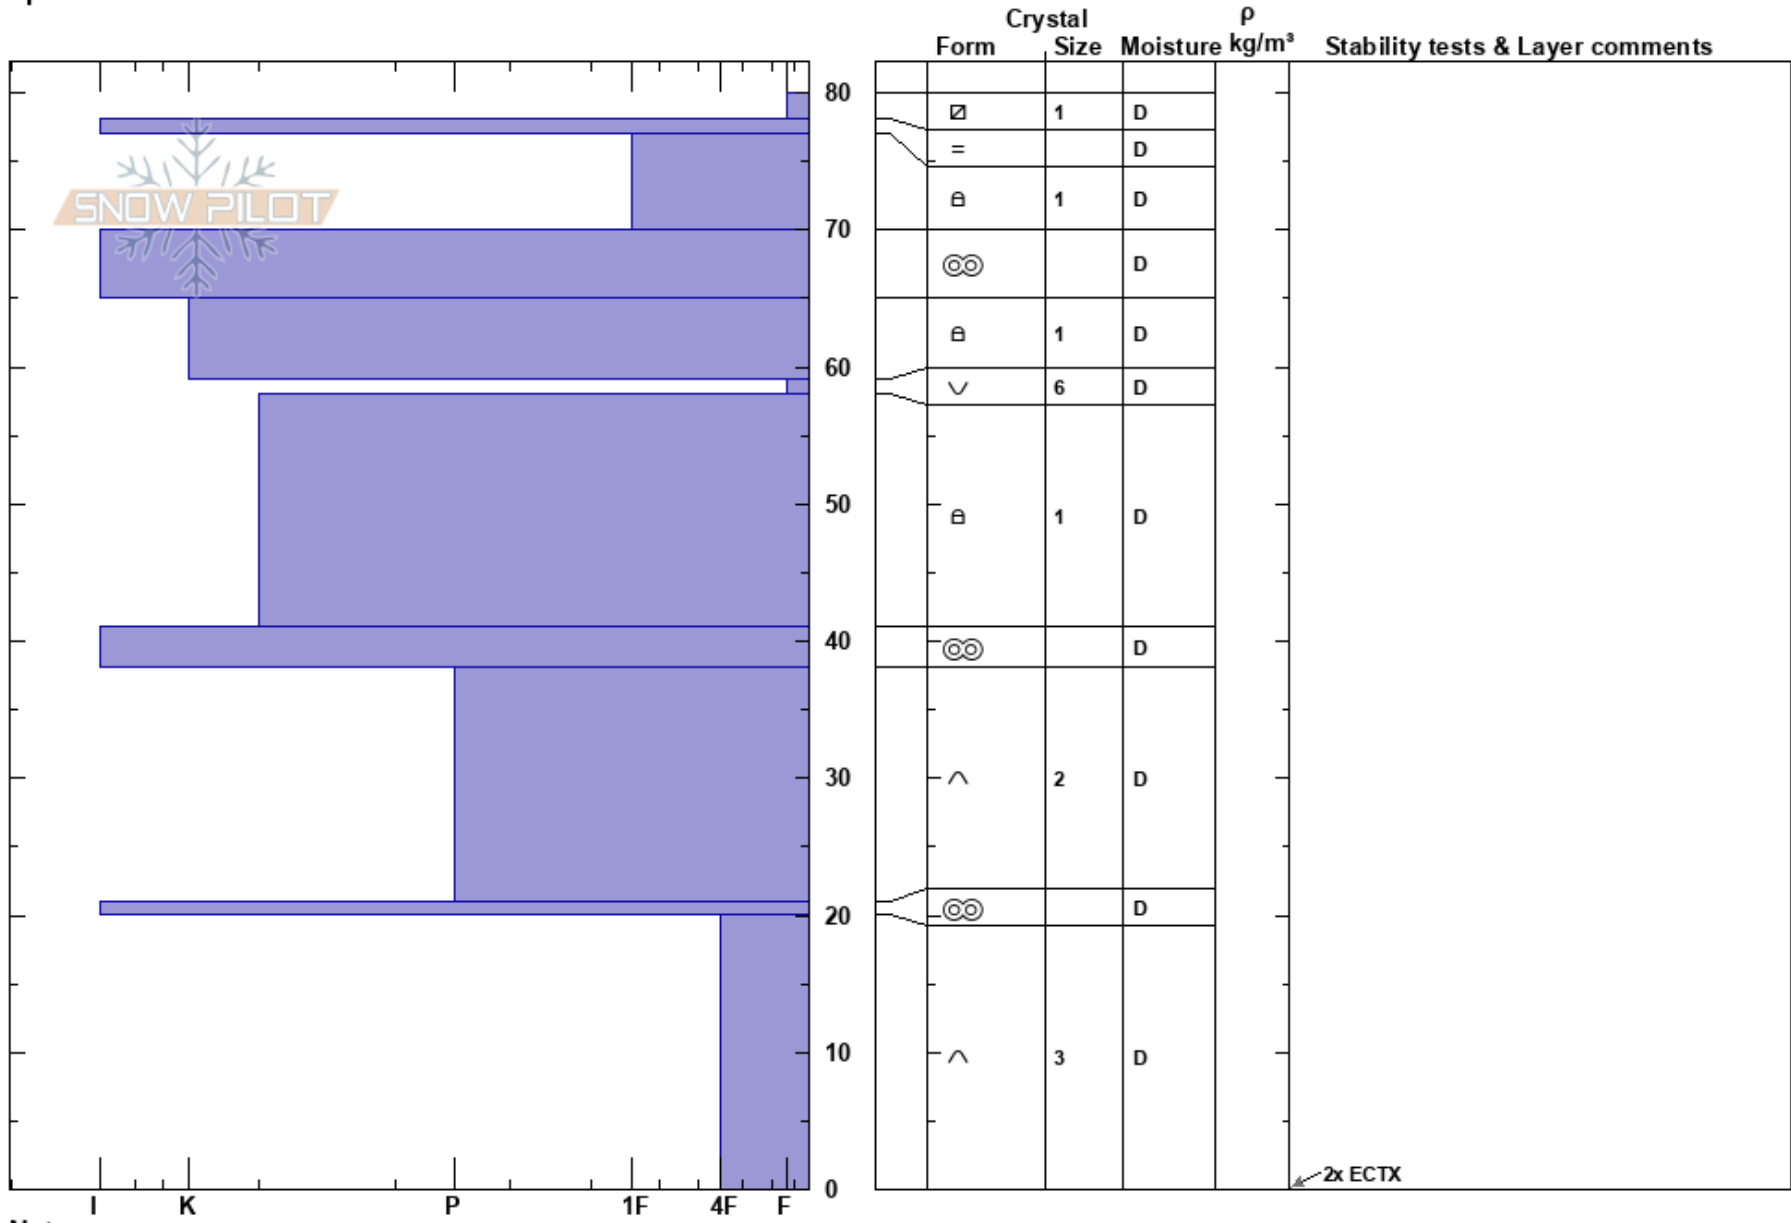 Crystal ρ
Form Size Moisture kg/m³ Stability tests & Layer comments
80
1 D
= D
SNOW PILOT
1 D
70
D
1 D
60
6 D
50
1 D
40
D
30
2 D
20
D
10
3 D
2x ECTX
0
I K P 1F 4F F